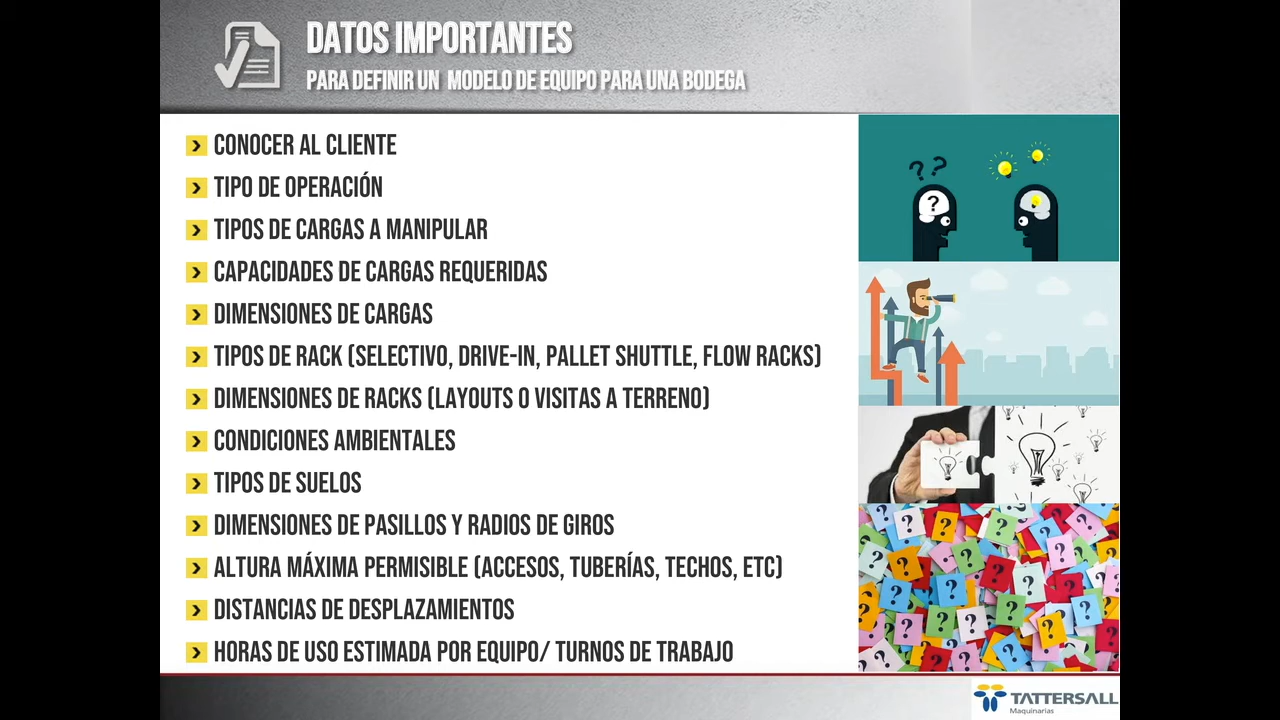 DATOS IMPORTANTES
PARA DEFINIR UN MODELO DE EQUIPO PARA UNA BODEGA
CONOCER AL CLIENTE
TIPO DE OPERACIÓN
TIPOS DE CARGAS A MANIPULAR
CAPACIDADES DE CARGAS REQUERIDAS
DIMENSIONES DE CARGAS
TIPOS DE RACK (SELECTIVO, DRIVE-IN, PALLET SHUTTLE, FLOW RACKS)
DIMENSIONES DE RACKS (LAYOUTS O VISITAS A TERRENO)
CONDICIONES AMBIENTALES
TIPOS DE SUELOS
DIMENSIONES DE PASILLOS Y RADIOS DE GIROS
ALTURA MÁXIMA PERMISIBLE (ACCESOS, TUBERÍAS, TECHOS, ETC)
DISTANCIAS DE DESPLAZAMIENTOS
HORAS DE USO ESTIMADA POR EQUIPO/ TURNOS DE TRABAJO
TATTERSALL
Maquinarias